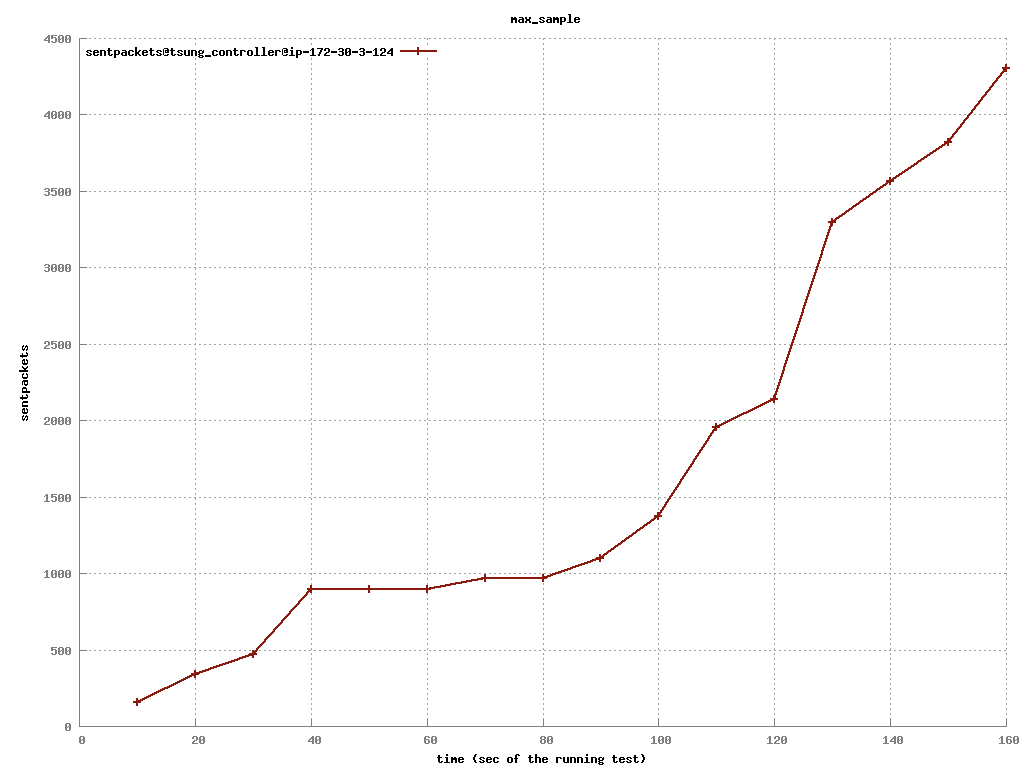 max_sample
4500
sentpackets@tsung_controller@ip-172-30-3-124
4000
3500
3000
2500
sentpackets
2000
1500
1000
500
0
0 20 40 60 80 100 120 140 160
time (sec of the running test)